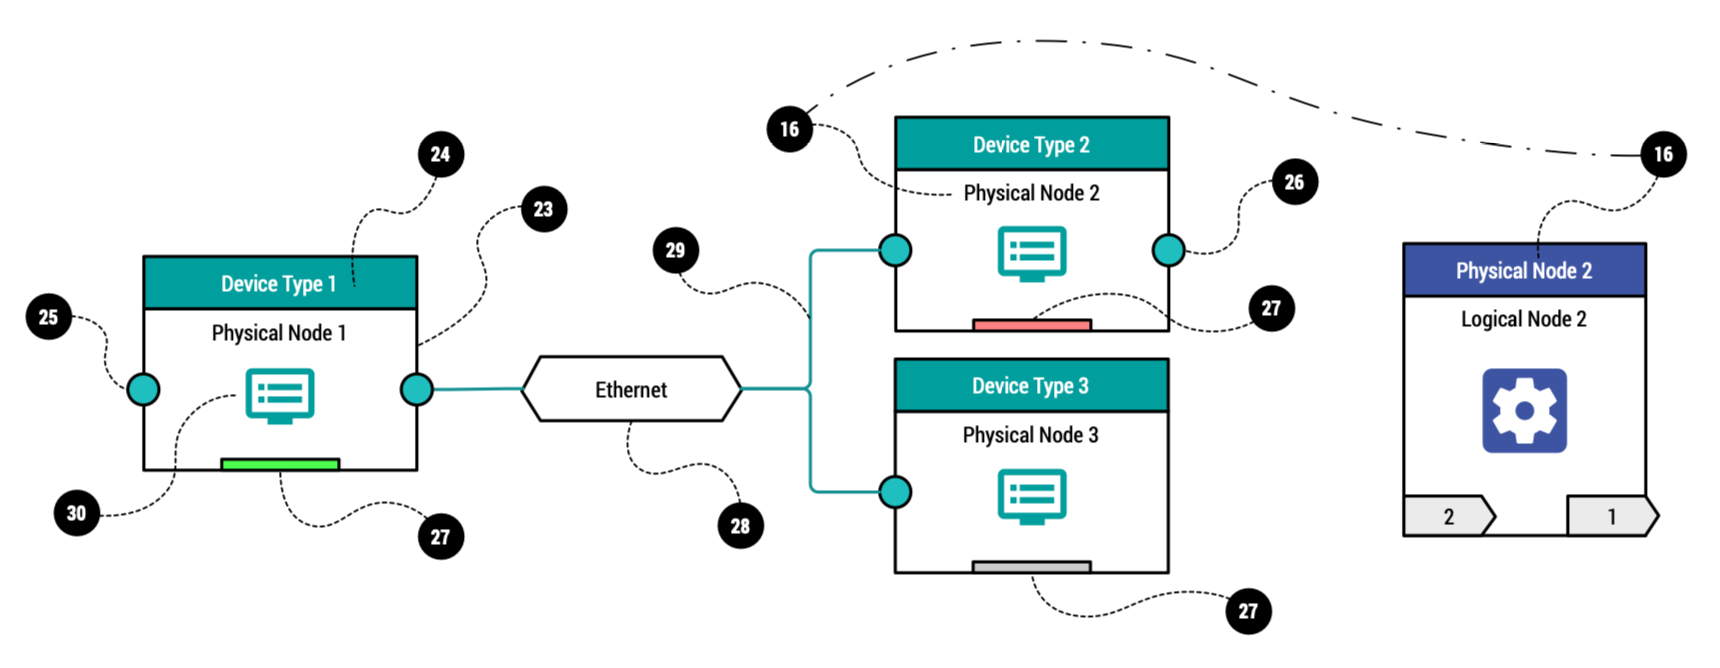 16
Device Type 2
24
16
Physical Node 2
26
23
29
Physical Node 2
Device Type 1
27
25
Logical Node 2
Physical Node 1
Ethernet
Device Type 3
Physical Node 3
30
2
1
28
27
27